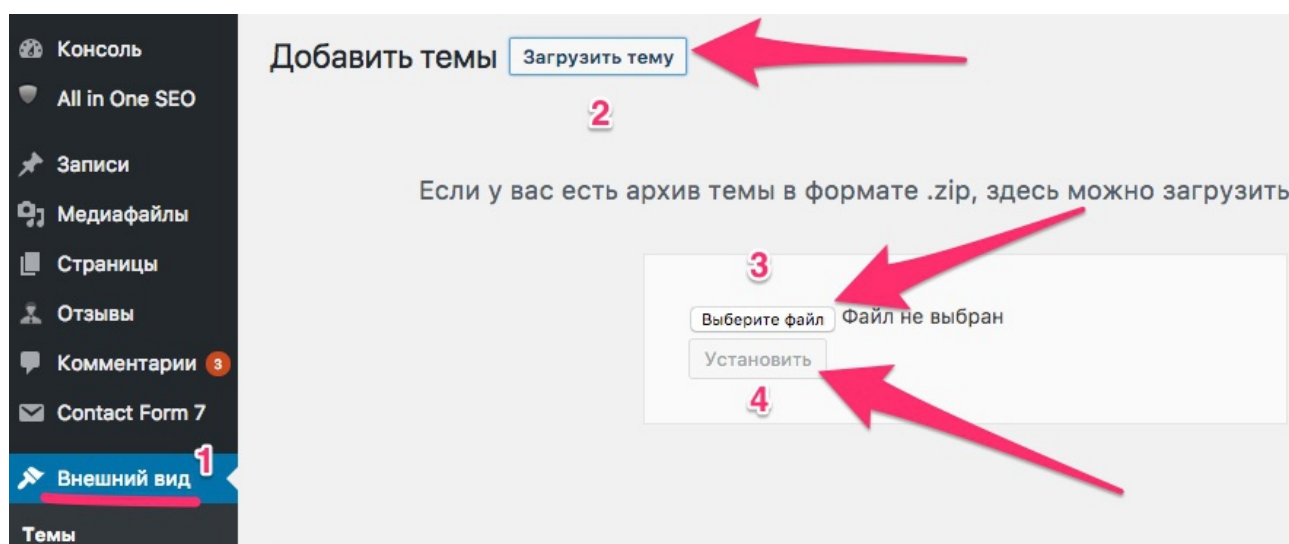 Консоль
All in One SEO
Записи
Медиафайлы
Страницы
Отзывы
Комментарии 3
Contact Form 7
Внешний вид 1
Темы
Добавить темы Загрузить тему
2
Если у вас есть архив темы в формате .zip, здесь можно загрузить
3
Выберите файл Файл не выбран
Установить
4